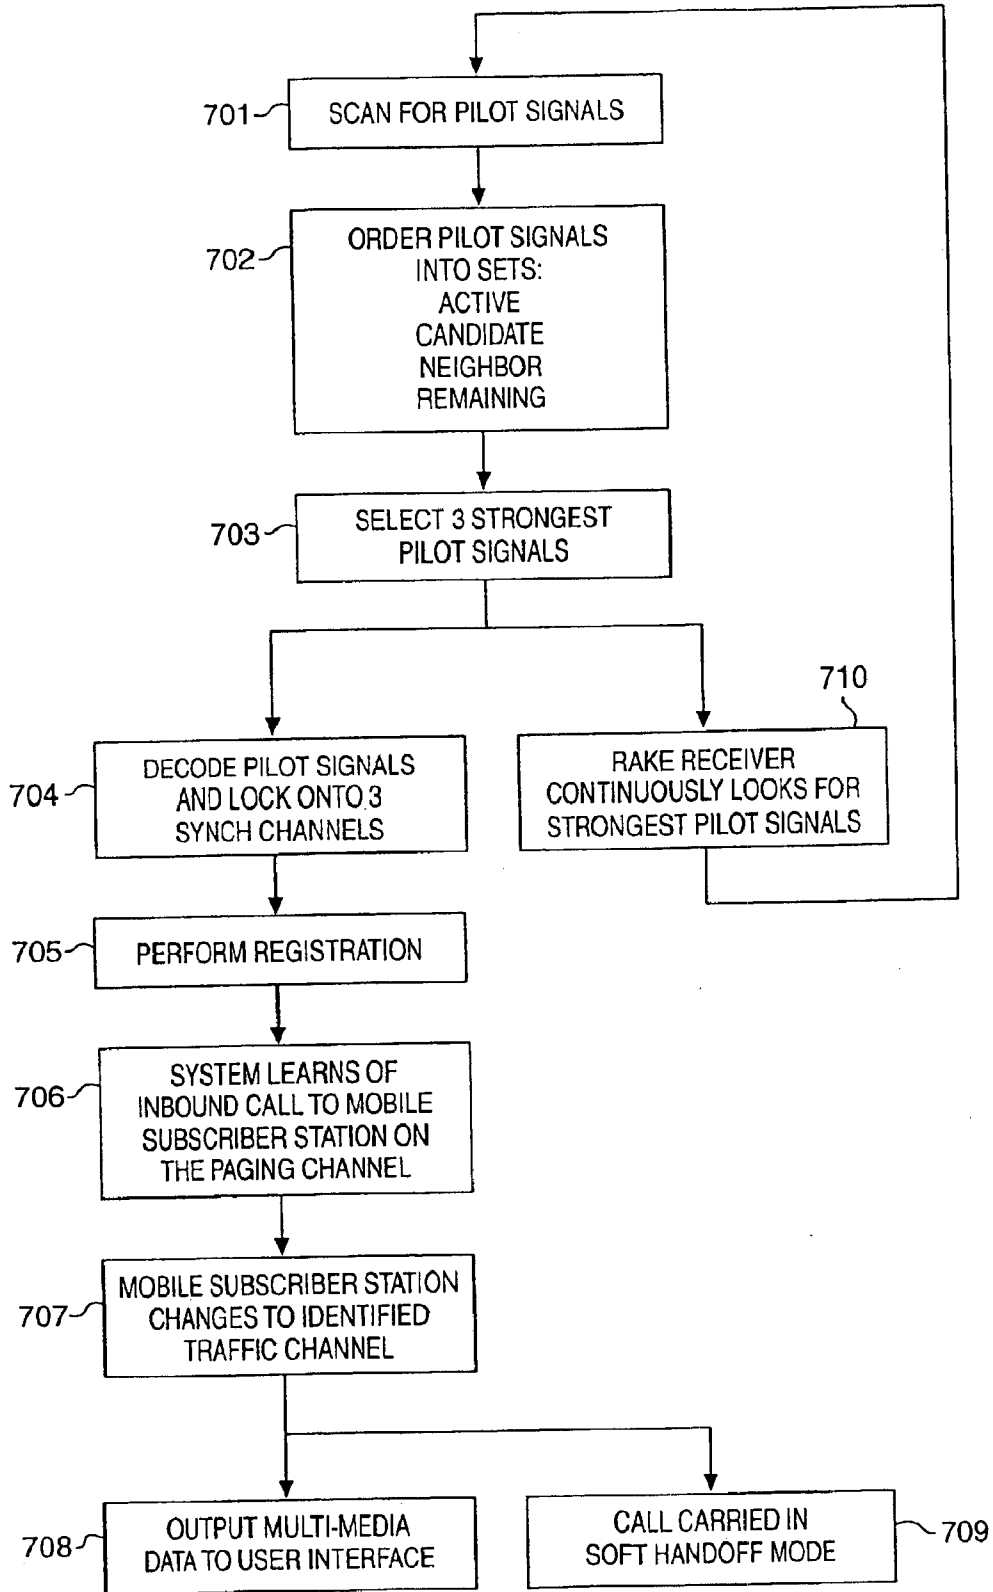 701
SCAN FOR PILOT SIGNALS
702
ORDER PILOT SIGNALS
INTO SETS:
ACTIVE
CANDIDATE
NEIGHBOR
REMAINING
703
SELECT 3 STRONGEST
PILOT SIGNALS
704
DECODE PILOT SIGNALS
AND LOCK ONTO 3
SYNCH CHANNELS
710
RAKE RECEIVER
CONTINUOUSLY LOOKS FOR
STRONGEST PILOT SIGNALS
705
PERFORM REGISTRATION
706
SYSTEM LEARNS OF
INBOUND CALL TO MOBILE
SUBSCRIBER STATION ON
THE PAGING CHANNEL
707
MOBILE SUBSCRIBER STATION
CHANGES TO IDENTIFIED
TRAFFIC CHANNEL
708
OUTPUT MULTI-MEDIA
DATA TO USER INTERFACE
CALL CARRIED IN
SOFT HANDOFF MODE
709